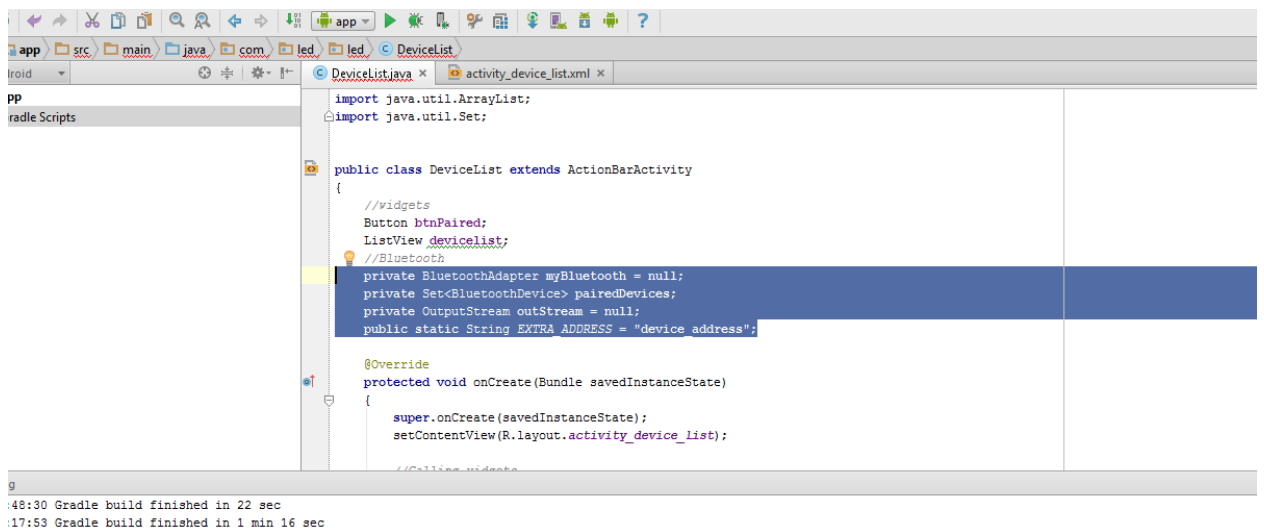 app
app src main java com led led DeviceList
droid
DeviceList.java activity_device_list.xml
pp
radle Scripts
import java.util.ArrayList;
import java.util.Set;
public class DeviceList extends ActionBarActivity
{
//widgets
Button btnPaired;
ListView devicelist;
//Bluetooth
private BluetoothAdapter myBluetooth = null;
private Set<BluetoothDevice> pairedDevices;
private OutputStream outStream = null;
public static String EXTRA_ADDRESS = "device_address";
@Override
protected void onCreate(Bundle savedInstanceState)
{
super.onCreate(savedInstanceState);
setContentView(R.layout.activity_device_list);
//Calling widgets
g
:48:30 Gradle build finished in 22 sec
:17:53 Gradle build finished in 1 min 16 sec